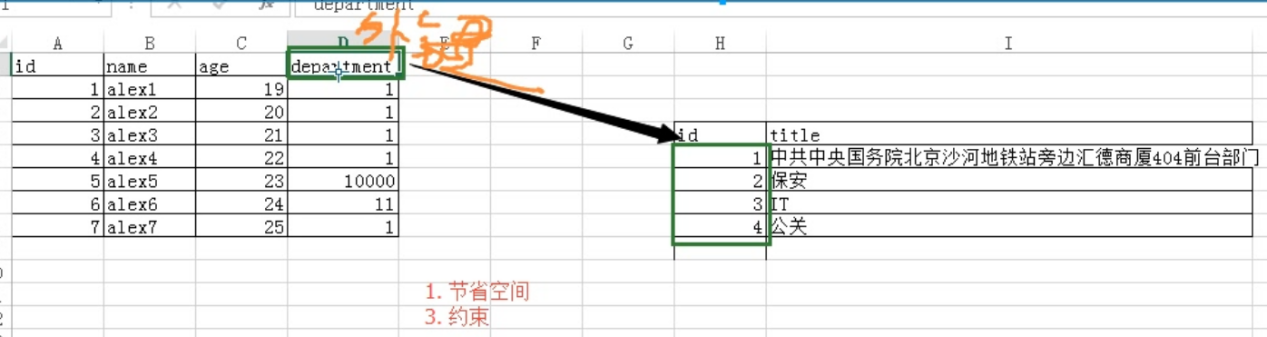 department
A B C D E F G H I
id name age department
1 alex1 19 1
2 alex2 20 1
3 alex3 21 1
id title
4 alex4 22 1
1 中共中央国务院北京沙河地铁站旁边汇德商厦404前台部门
5 alex5 23 10000
2 保安
6 alex6 24 11
3 IT
7 alex7 25 1
4 公关
1. 节省空间
3. 约束